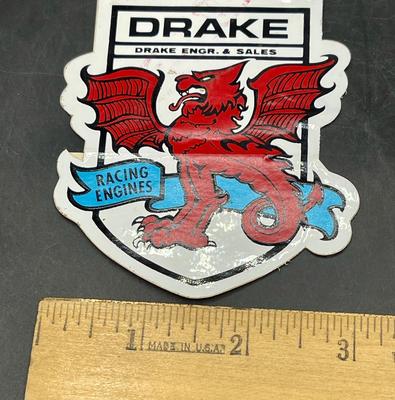 DRAKE
DRAKE ENGR. & SALES
RACING
ENGINES
1 2 3
MADE IN U.S.A.